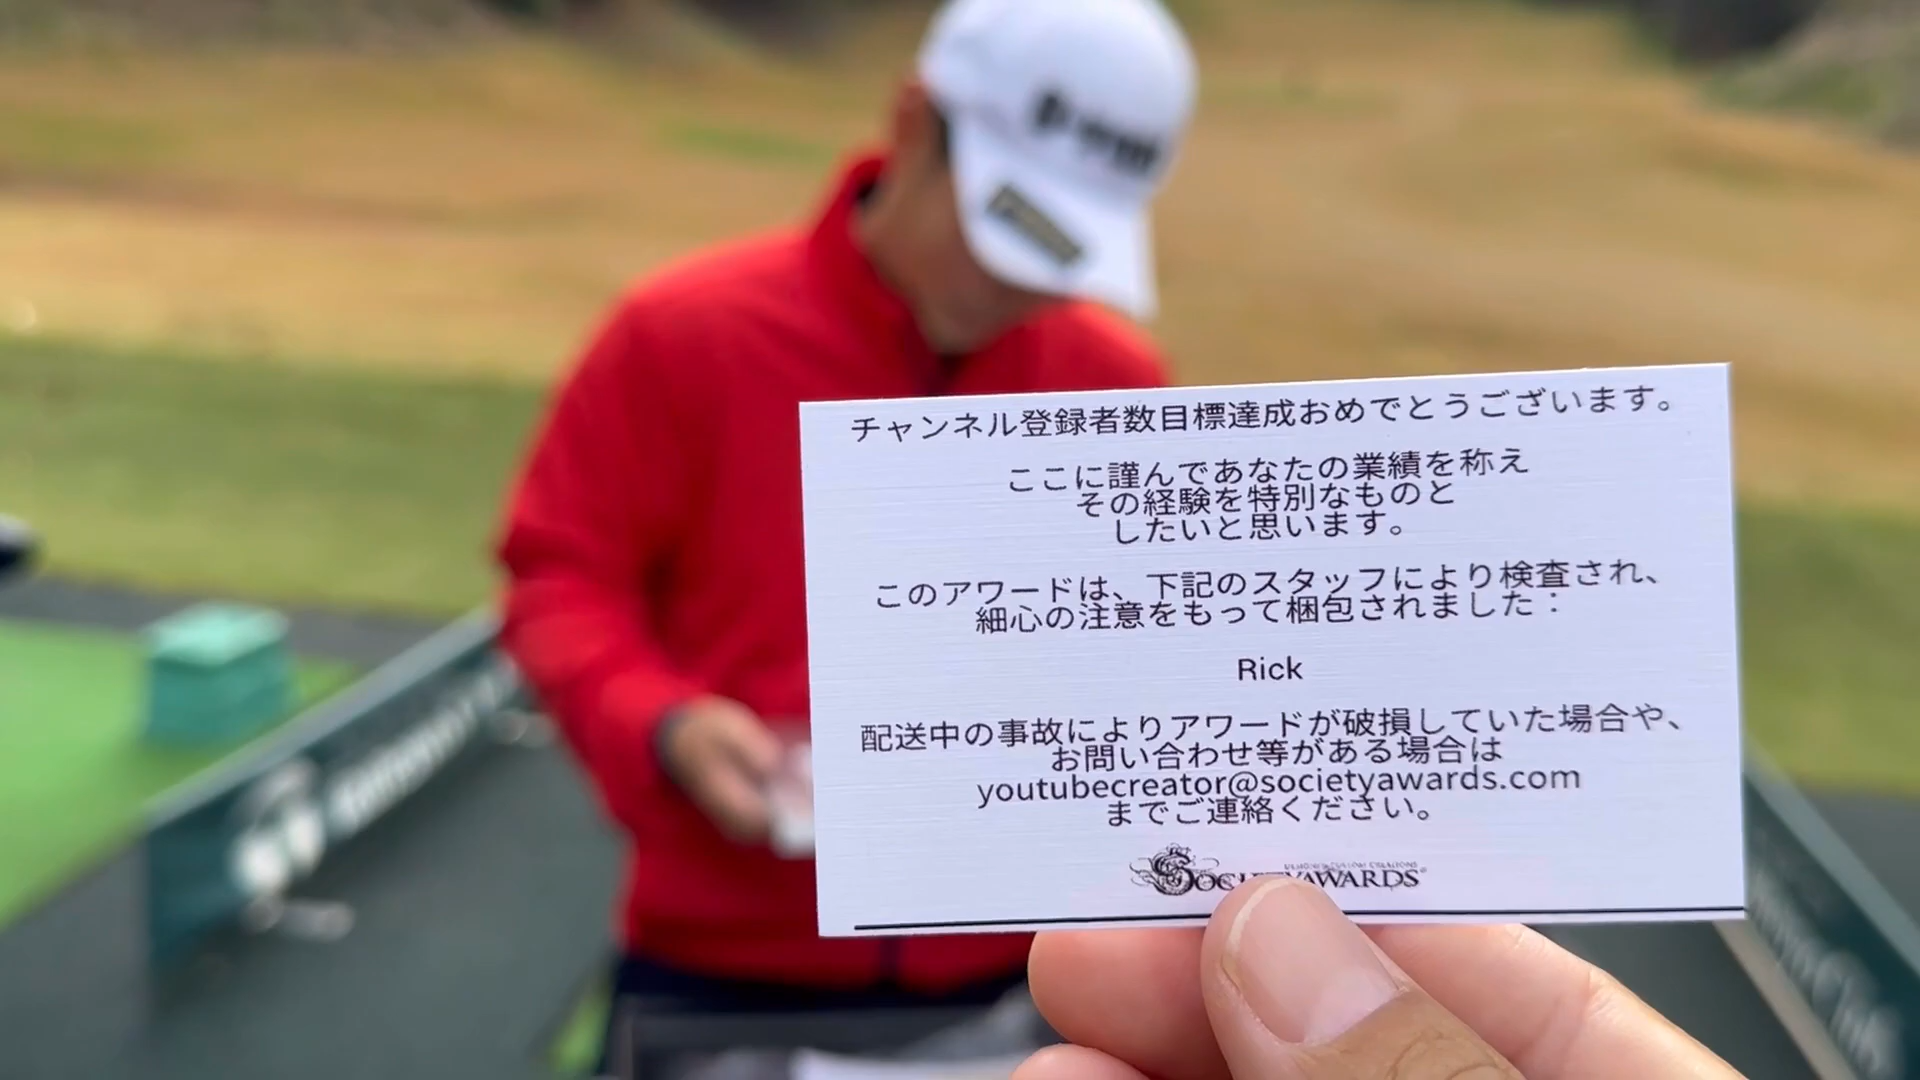 チャンネル登録者数目標達成おめでとうございます。
ここに謹んであなたの業績を称え
その経験を特別なものと
したいと思います。
このアワードは、下記のスタッフにより検査され、
細心の注意をもって梱包されました：
Rick
配送中の事故によりアワードが破損していた場合や、
お問い合わせ等がある場合は
youtubecreator@societyawards.com
までご連絡ください。
SOCIETYAWARDS